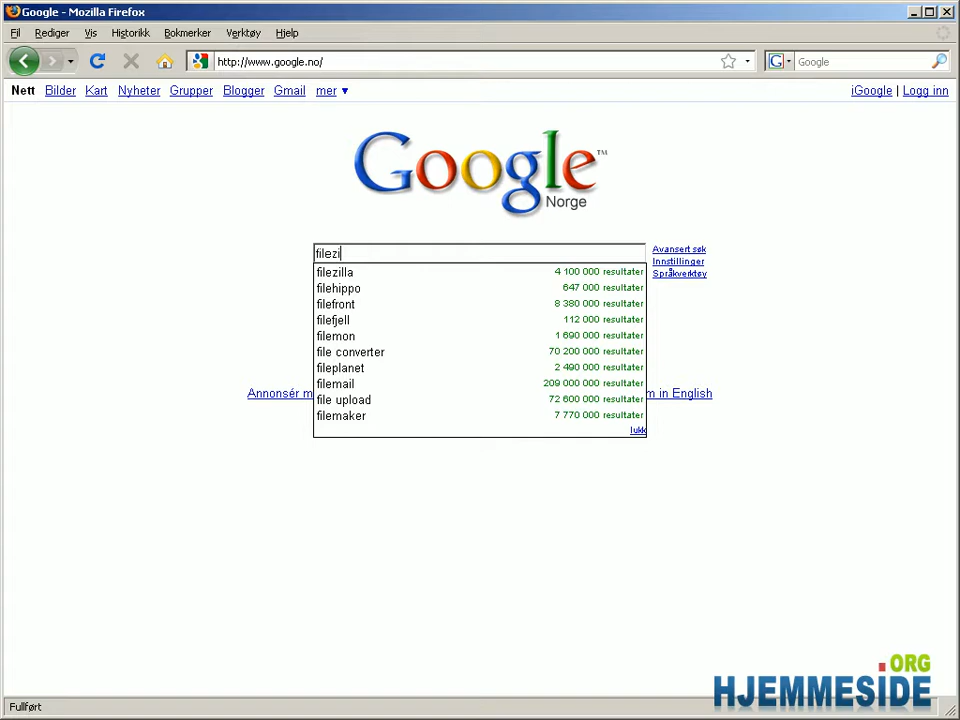 Google - Mozilla Firefox
Fil Rediger Vis Historikk Bokmerker Verktøy Hjelp
http://www.google.no/ G Google
Nett Bilder Kart Nyheter Grupper Blogger Gmail mer ▼ iGoogle | Logg inn
Google™
Norge
filezi Avansert søk
Innstillinger
Språkverktøy
filezilla 4 100 000 resultater
filehippo 647 000 resultater
filefront 8 380 000 resultater
filefjell 112 000 resultater
filemon 1 690 000 resultater
file converter 70 200 000 resultater
fileplanet 2 490 000 resultater
filemail 209 000 000 resultater
Annonsér m m in English
file upload 72 600 000 resultater
filemaker 7 770 000 resultater
lukk
.ORG
HJEMMESIDE
Fullført